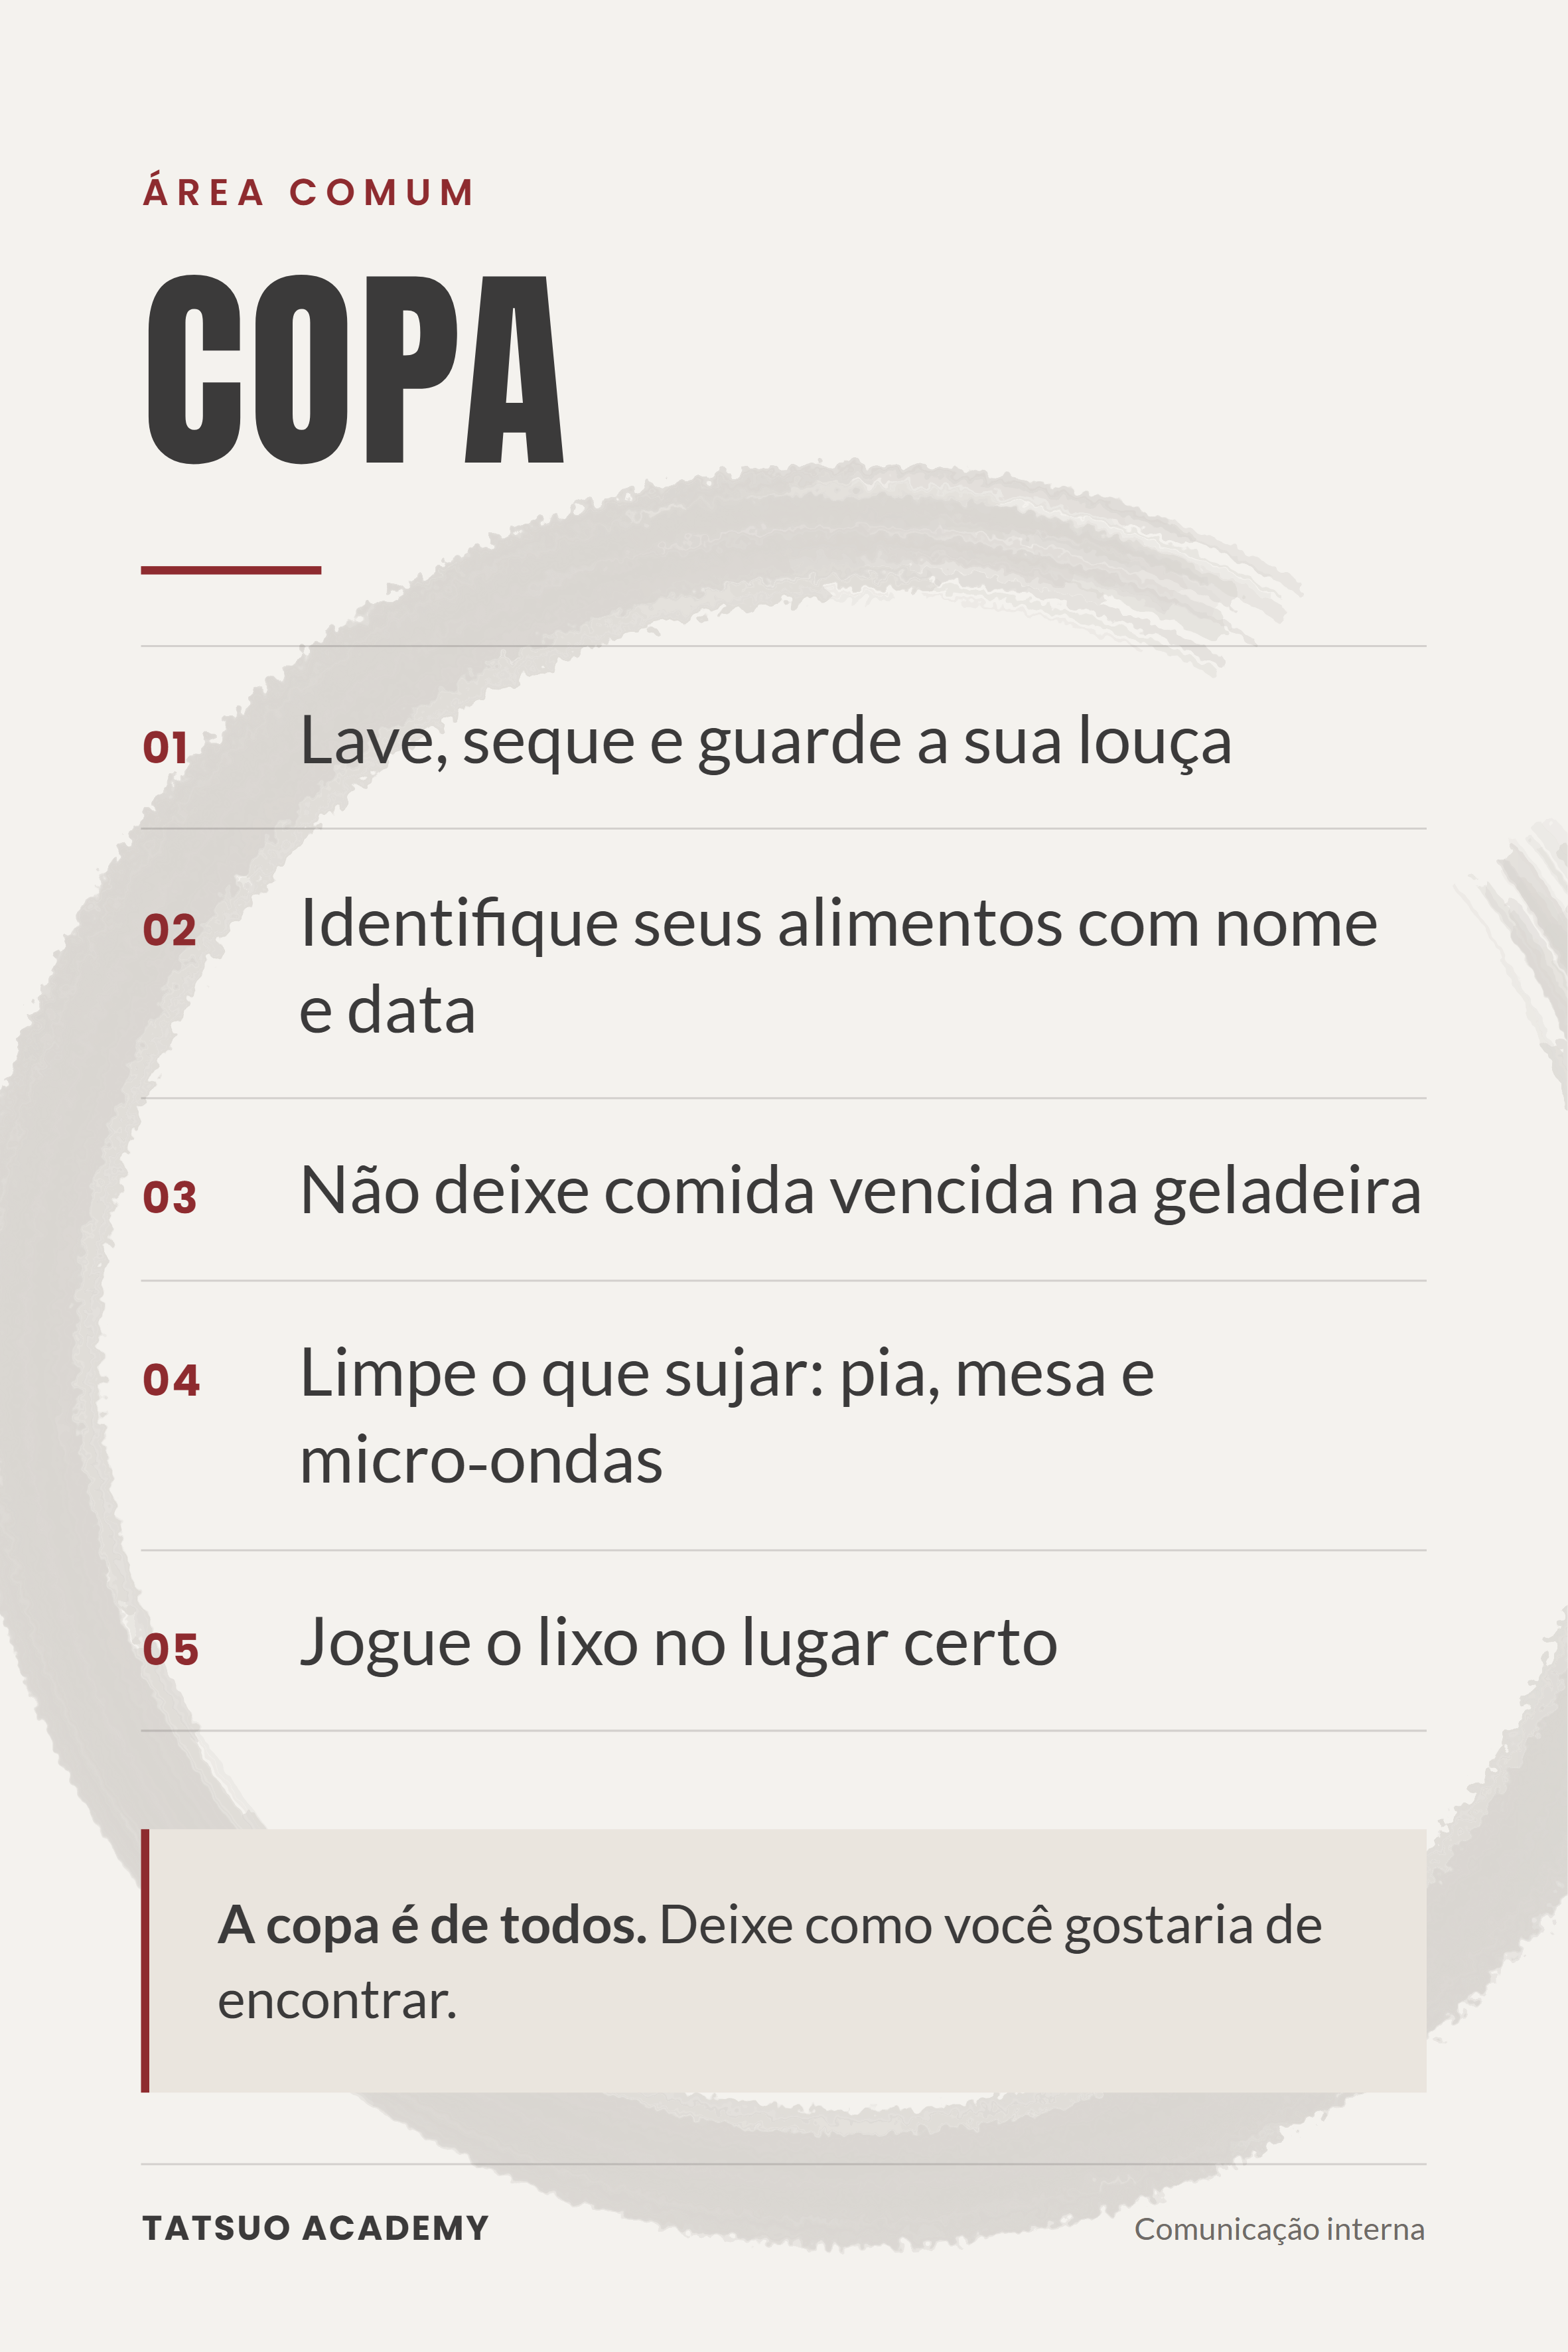 ÁREA COMUM
COPA
01 Lave, seque e guarde a sua louça
02 Identifique seus alimentos com nome
e data
03 Não deixe comida vencida na geladeira
04 Limpe o que sujar: pia, mesa e
micro-ondas
05 Jogue o lixo no lugar certo
A copa é de todos. Deixe como você gostaria de
encontrar.
TATSUO ACADEMY Comunicação interna